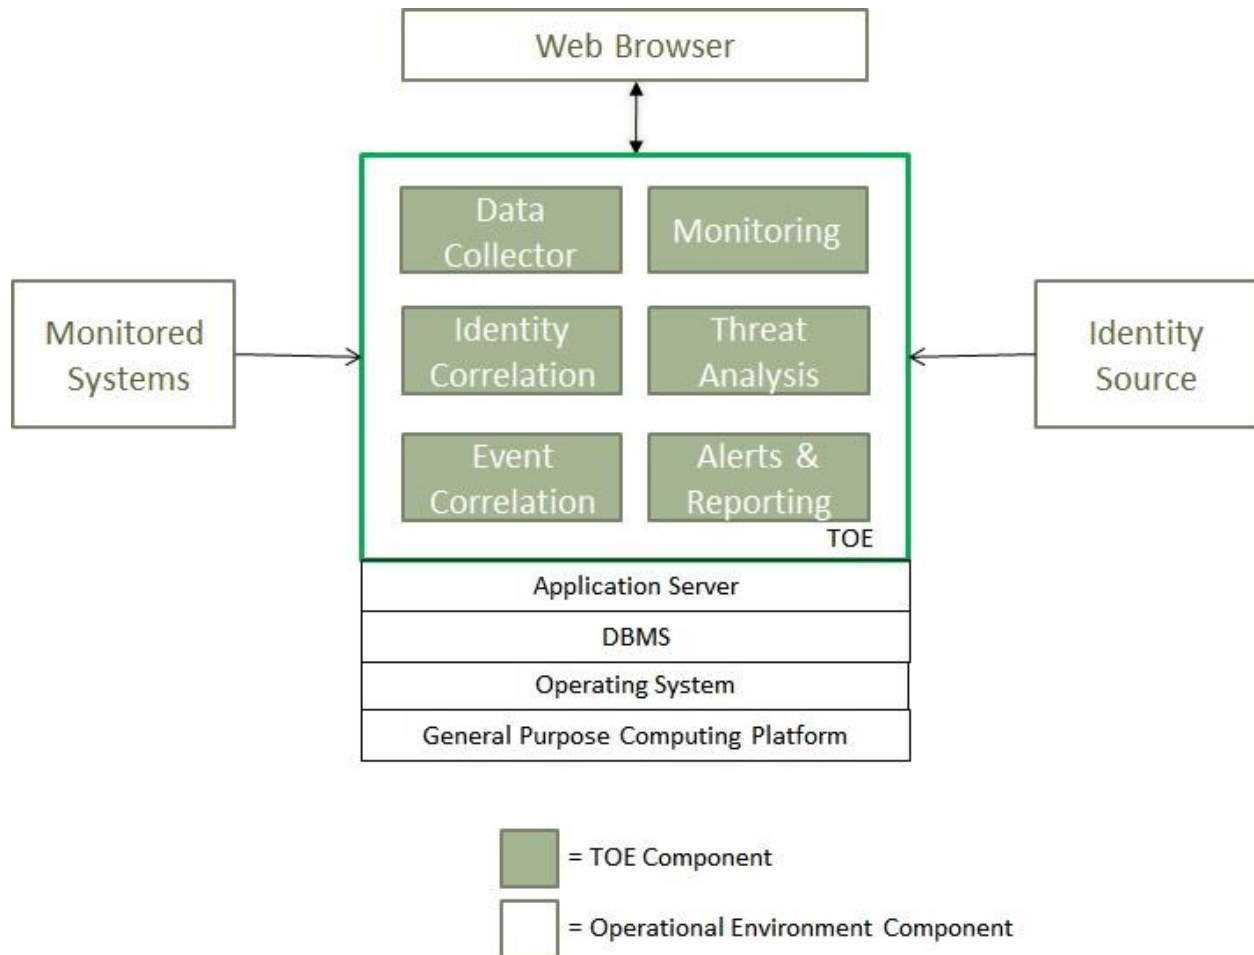 Web Browser
Data
Collector
Monitoring
Monitored
Systems
Identity
Correlation
Threat
Analysis
Identity
Source
Event
Correlation
Alerts &
Reporting
TOE
Application Server
DBMS
Operating System
General Purpose Computing Platform
= TOE Component
= Operational Environment Component